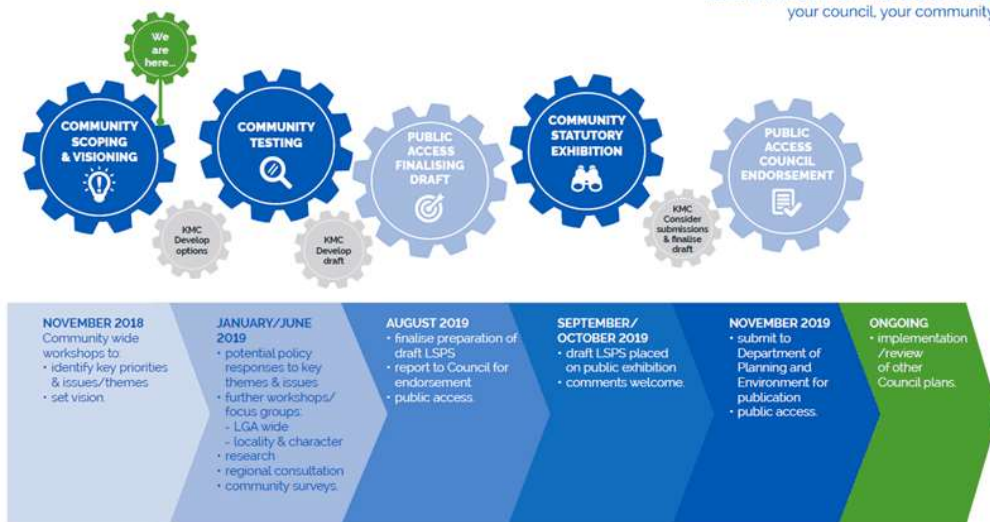 your council, your community
We
are
here...
COMMUNITY
SCOPING
& VISIONING
COMMUNITY
TESTING
PUBLIC
ACCESS
FINALISING
DRAFT
COMMUNITY
STATUTORY
EXHIBITION
PUBLIC
ACCESS
COUNCIL
ENDORSEMENT
KMC
Develop
options
KMC
Develop
draft
KMC
Consider
submissions
& finalise
draft
NOVEMBER 2018
Community wide
workshops to:
• identify key priorities
& issues/themes
• set vision.
JANUARY/JUNE
2019
• potential policy
responses to key
themes & issues
• further workshops/
focus groups:
- LGA wide
- locality & character
• research
• regional consultation
• community surveys.
AUGUST 2019
• finalise preparation of
draft LSPS
• report to Council for
endorsement
• public access.
SEPTEMBER/
OCTOBER 2019
• draft LSPS placed
on public exhibition
• comments welcome.
NOVEMBER 2019
• submit to
Department of
Planning and
Environment for
publication
• public access.
ONGOING
• implementation
/review
of other
Council plans.